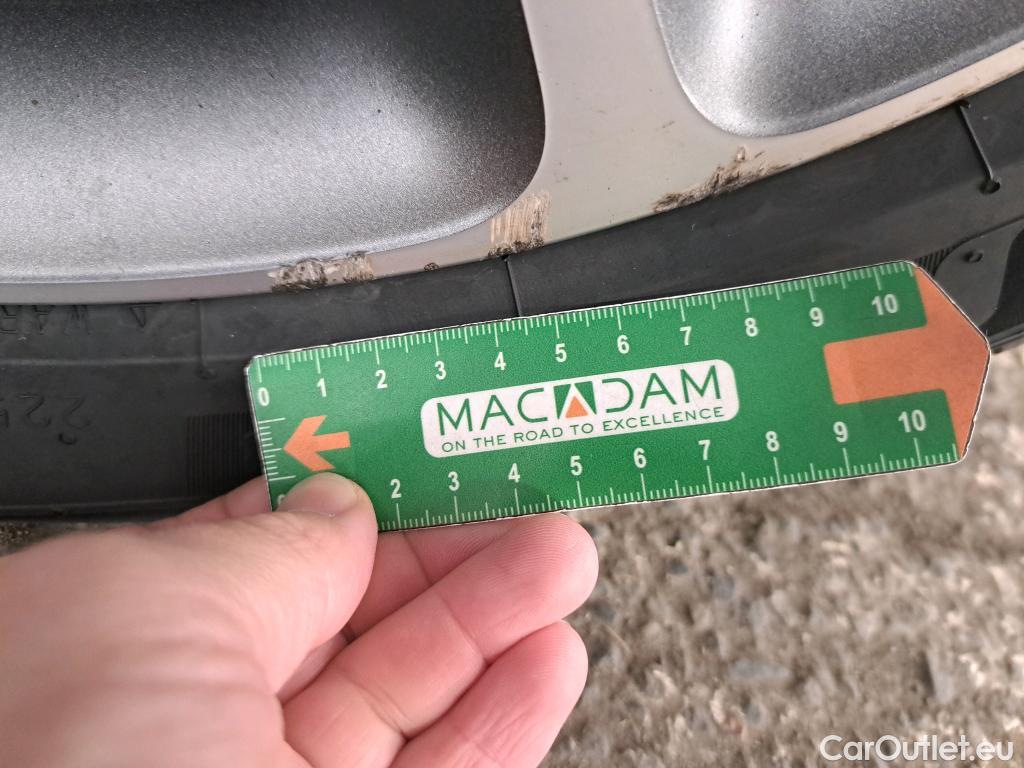 225
0 1 2 3 4 5 6 7 8 9 10
MACADAM
ON THE ROAD TO EXCELLENCE
2 3 4 5 6 7 8 9 10
CarOutlet.eu